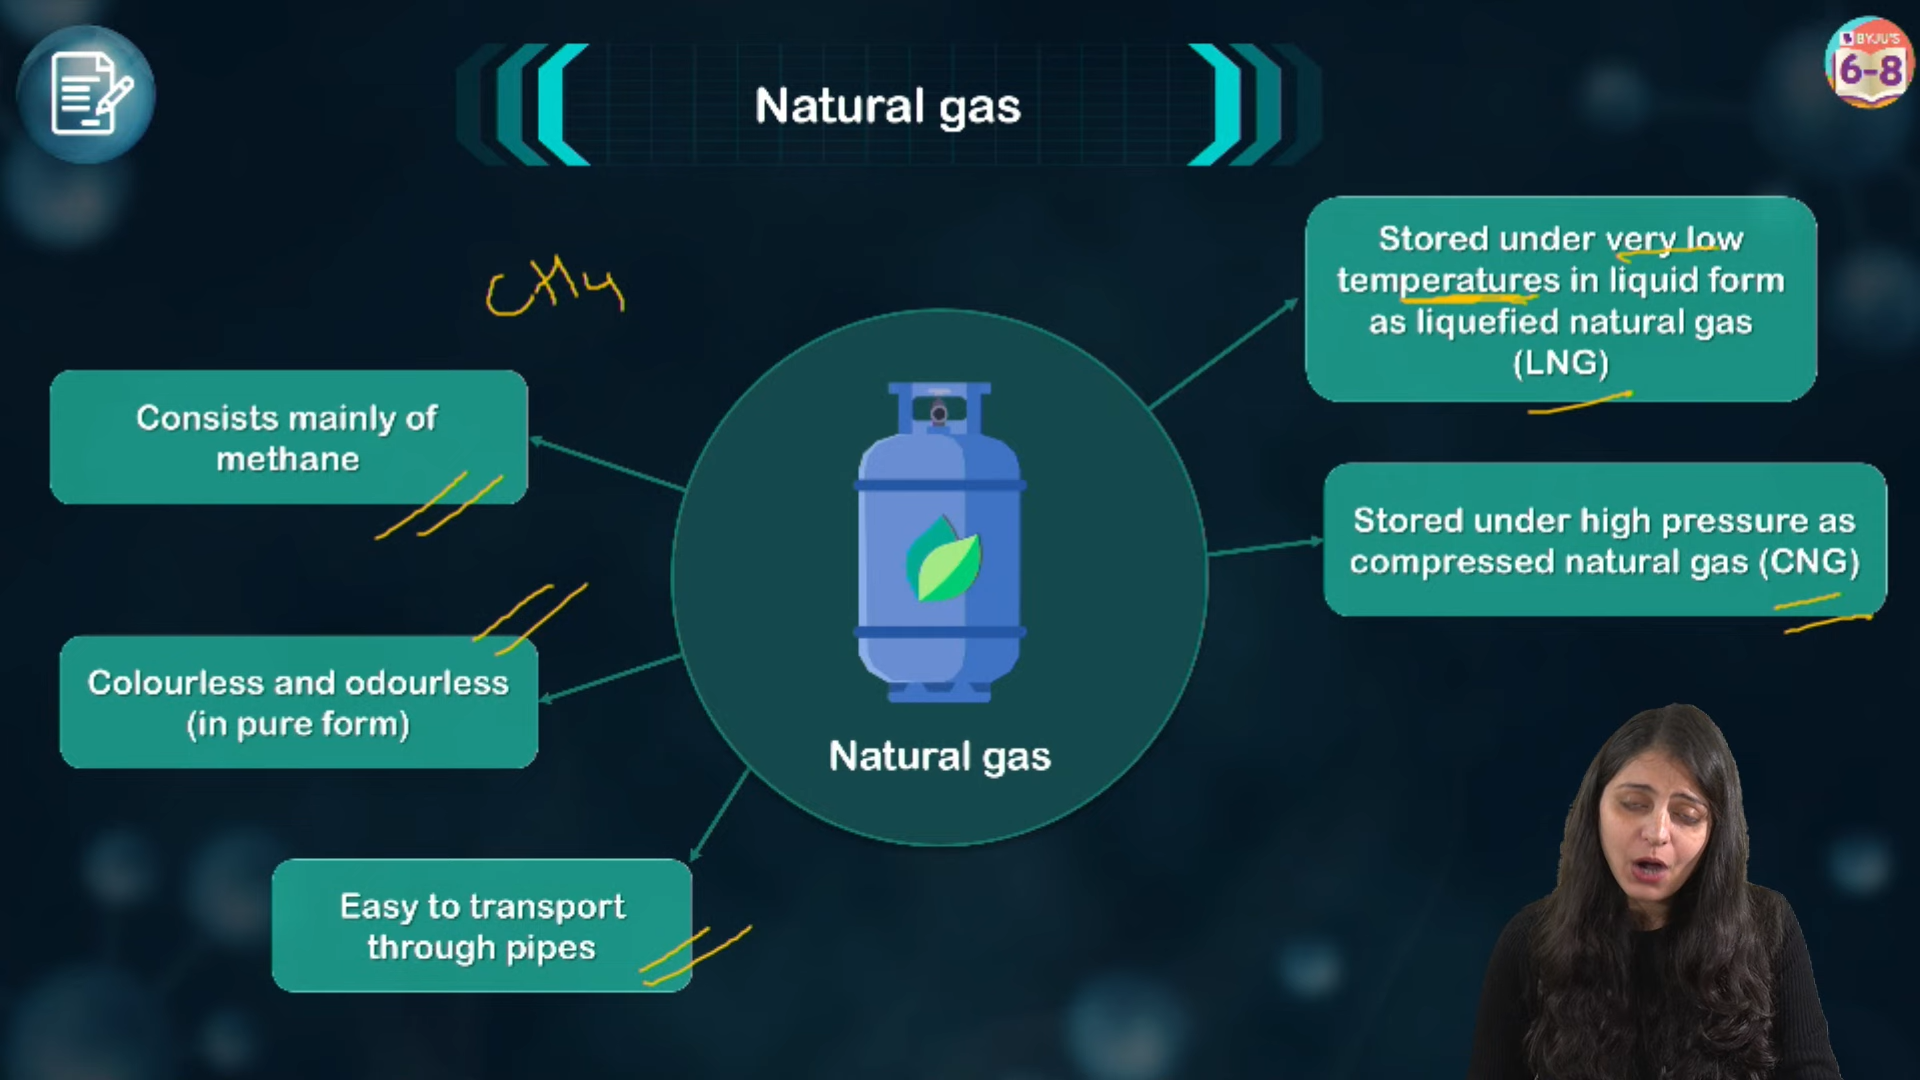 BYJU'S
6-8
Natural gas
CH4
Stored under very low
temperatures in liquid form
as liquefied natural gas
(LNG)
Consists mainly of
methane
Stored under high pressure as
compressed natural gas (CNG)
Colourless and odourless
(in pure form)
Natural gas
Easy to transport
through pipes